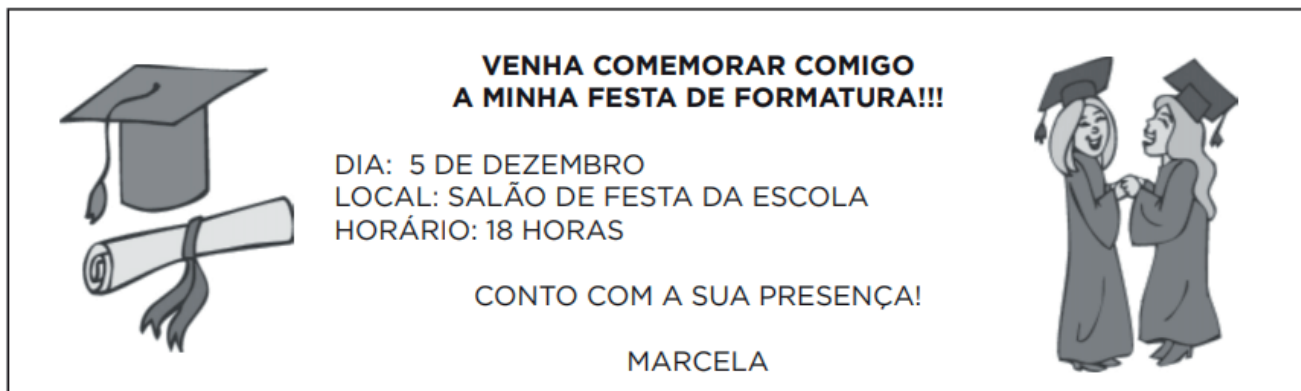 VENHA COMEMORAR COMIGO
A MINHA FESTA DE FORMATURA!!!
DIA: 5 DE DEZEMBRO
LOCAL: SALÃO DE FESTA DA ESCOLA
HORÁRIO: 18 HORAS
CONTO COM A SUA PRESENÇA!
MARCELA